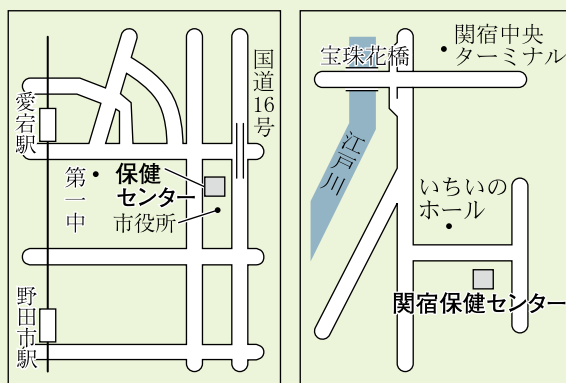 国道16号
愛宕駅
第一中
保健
センター
市役所
野田市駅
関宿中央
ターミナル
宝珠花橋
江戸川
いちいの
ホール
関宿保健センター